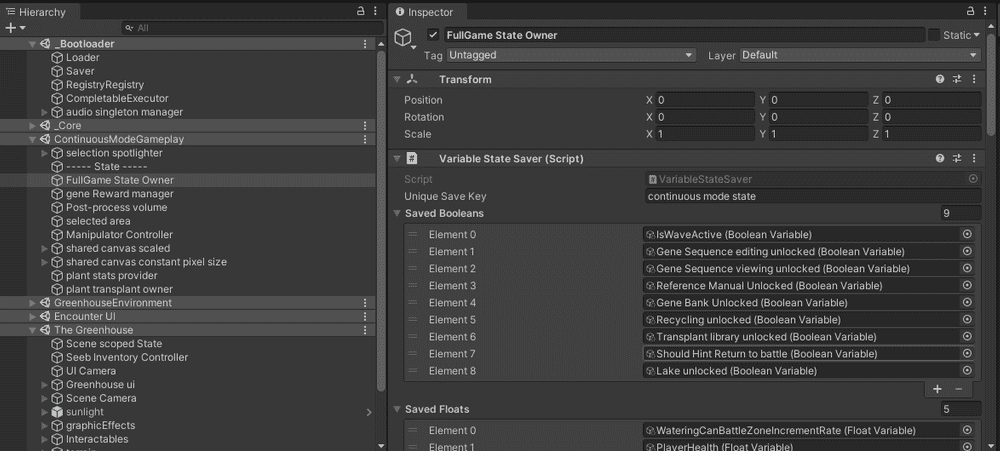 Hierarchy
All
_Bootloader
Loader
Saver
RegistryRegistry
CompletableExecutor
audio singleton manager
_Core
ContinuousModeGameplay
selection spotlighter
----- State -----
FullGame State Owner
gene Reward manager
Post-process volume
selected area
Manipulator Controller
shared canvas scaled
shared canvas constant pixel size
plant stats provider
plant transplant owner
GreenhouseEnvironment
Encounter UI
The Greenhouse
Scene scoped State
Seeb Inventory Controller
UI Camera
Greenhouse ui
Scene Camera
sunlight
graphicEffects
Interactables
Inspector
FullGame State Owner Static
Tag Untagged Layer Default
Transform
Position X 0 Y 0 Z 0
Rotation X 0 Y 0 Z 0
Scale X 1 Y 1 Z 1
Variable State Saver (Script)
Script VariableStateSaver
Unique Save Key continuous mode state
Saved Booleans 9
Element 0 IsWaveActive (Boolean Variable)
Element 1 Gene Sequence editing unlocked (Boolean Variable)
Element 2 Gene Sequence viewing unlocked (Boolean Variable)
Element 3 Reference Manual Unlocked (Boolean Variable)
Element 4 Gene Bank Unlocked (Boolean Variable)
Element 5 Recycling unlocked (Boolean Variable)
Element 6 Transplant library unlocked (Boolean Variable)
Element 7 Should Hint Return to battle (Boolean Variable)
Element 8 Lake unlocked (Boolean Variable)
+ −
Saved Floats 5
Element 0 WateringCanBattleZoneIncrementRate (Float Variable)
Element 1 PlayerHealth (Float Variable)